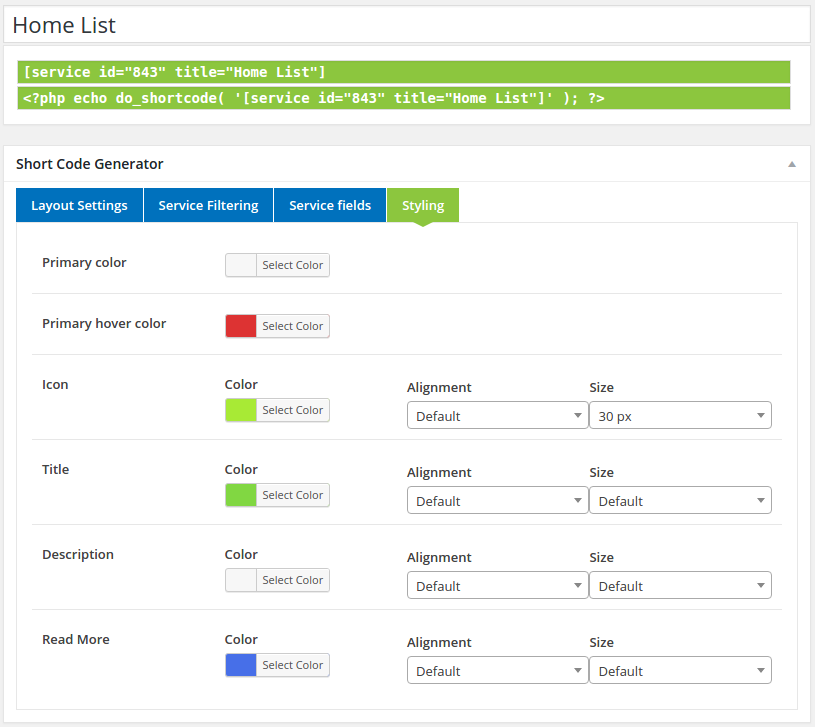 Home List
[service id="843" title="Home List"]
<?php echo do_shortcode( '[service id="843" title="Home List"]' ); ?>
Short Code Generator
Layout Settings Service Filtering Service fields Styling
Primary color Select Color
Primary hover color Select Color
Icon Color Alignment Size
Select Color Default 30 px
Title Color Alignment Size
Select Color Default Default
Description Color Alignment Size
Select Color Default Default
Read More Color Alignment Size
Select Color Default Default